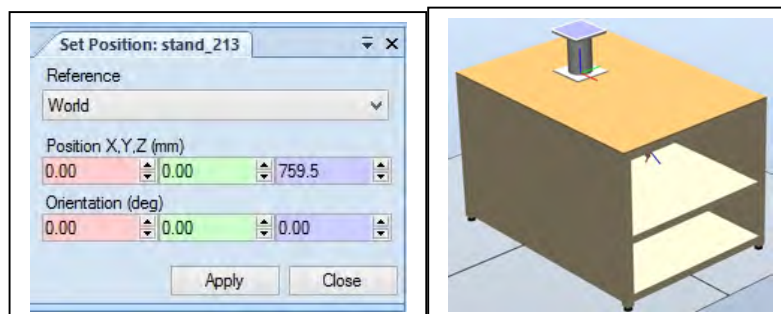 Set Position: stand_213
Reference
World
Position X,Y,Z (mm)
0.00 0.00 759.5
Orientation (deg)
0.00 0.00 0.00
Apply Close